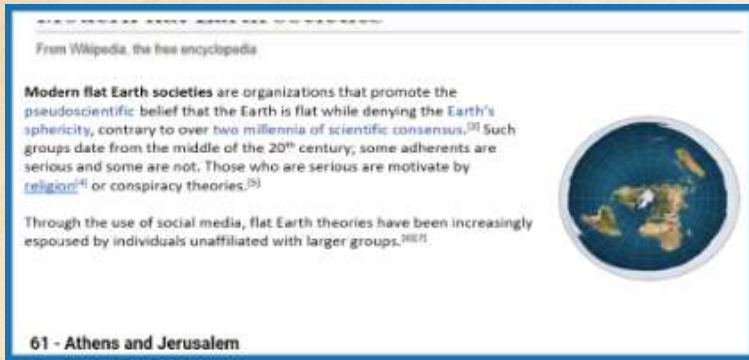 From Wikipedia, the free encyclopedia
Modern flat Earth societies are organizations that promote the
pseudoscientific belief that the Earth is flat while denying the Earth's
sphericity, contrary to over two millennia of scientific consensus.[3] Such
groups date from the middle of the 20th century; some adherents are
serious and some are not. Those who are serious are motivate by
religion[4] or conspiracy theories.[5]
Through the use of social media, flat Earth theories have been increasingly
espoused by individuals unaffiliated with larger groups.[6][7]
61 - Athens and Jerusalem